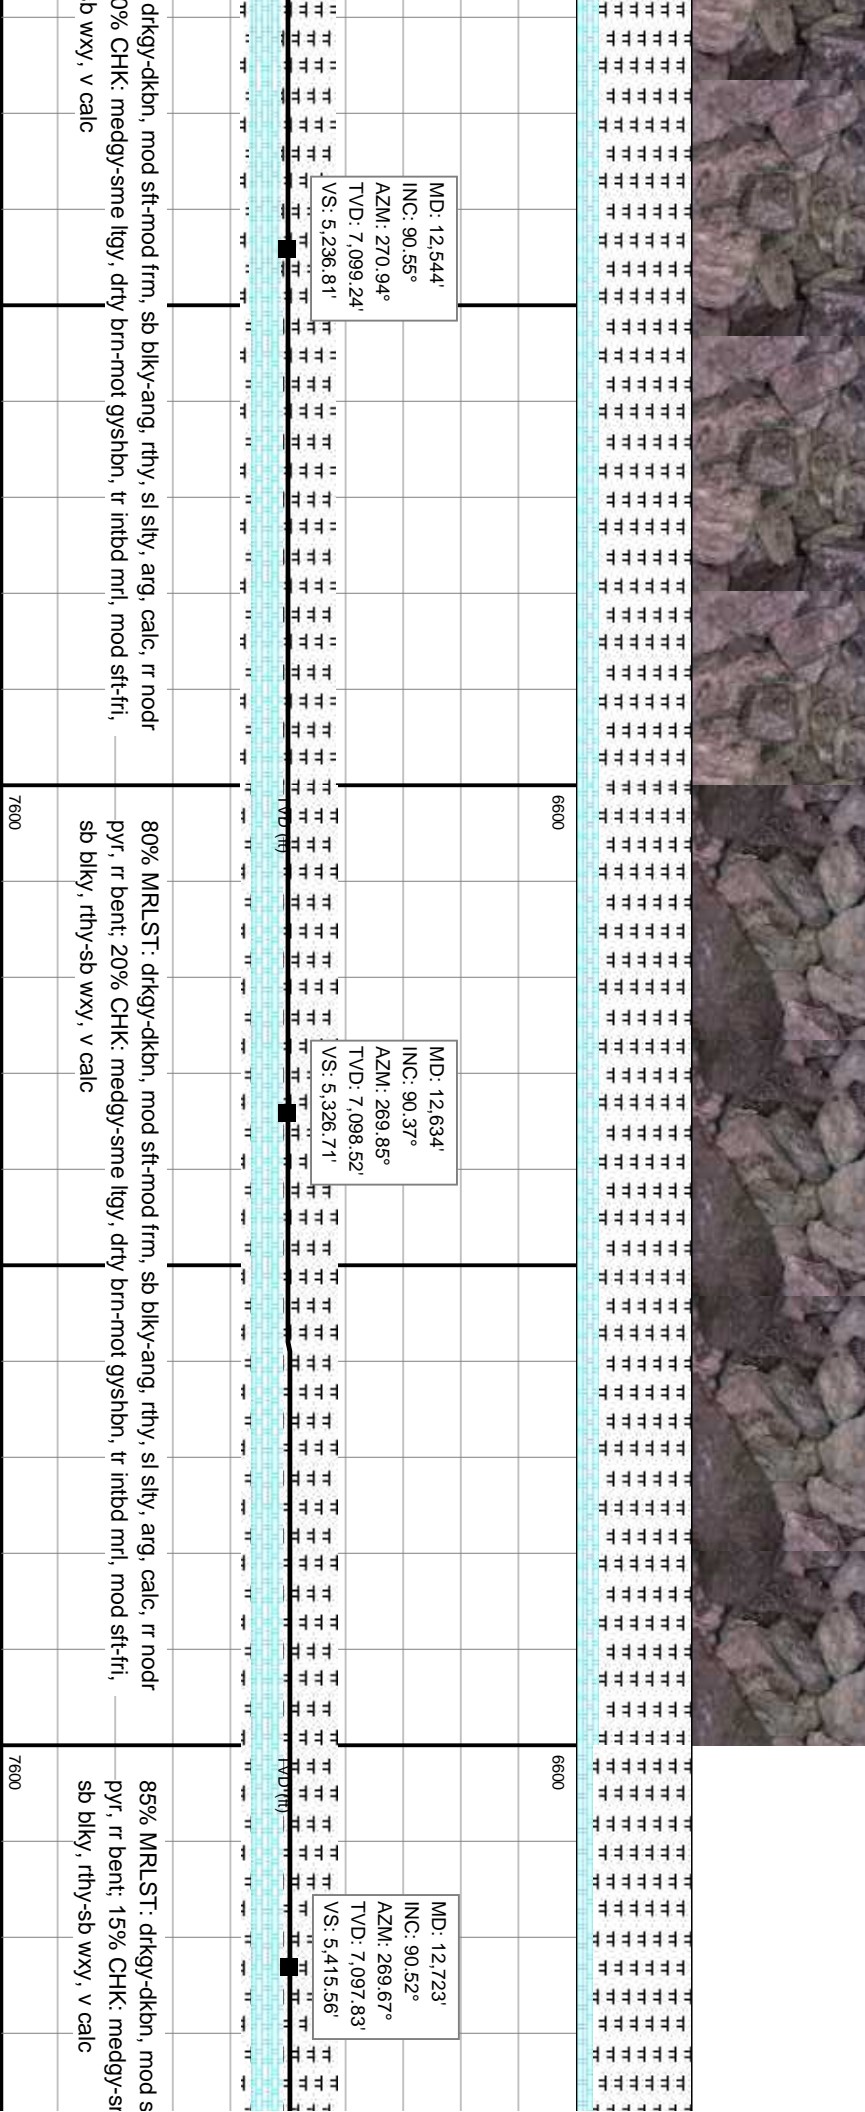 drkgy-dkbn, mod sft-mod frm, sb blky-ang, rthy, sl slty, arg, calc, rr nodr
0% CHK: medgy-sme ltgy, drty brn-mot gyshbn, tr intbd mrl, mod sft-fri,
sb wxy, v calc
MD: 12,544'
INC: 90.55°
AZM: 270.94°
TVD: 7,099.24'
VS: 5,236.81'
6600
TVD (ft)
7600
80% MRLST: drkgy-dkbn, mod sft-mod frm, sb blky-ang, rthy, sl slty, arg, calc, rr nodr
pyr, rr bent; 20% CHK: medgy-sme ltgy, drty brn-mot gyshbn, tr intbd mrl, mod sft-fri,
sb blky, rthy-sb wxy, v calc
MD: 12,634'
INC: 90.37°
AZM: 269.85°
TVD: 7,098.52'
VS: 5,326.71'
6600
TVD (ft)
7600
85% MRLST: drkgy-dkbn, mod s
pyr, rr bent; 15% CHK: medgy-s
sb blky, rthy-sb wxy, v calc
MD: 12,723'
INC: 90.52°
AZM: 269.67°
TVD: 7,097.83'
VS: 5,415.56'